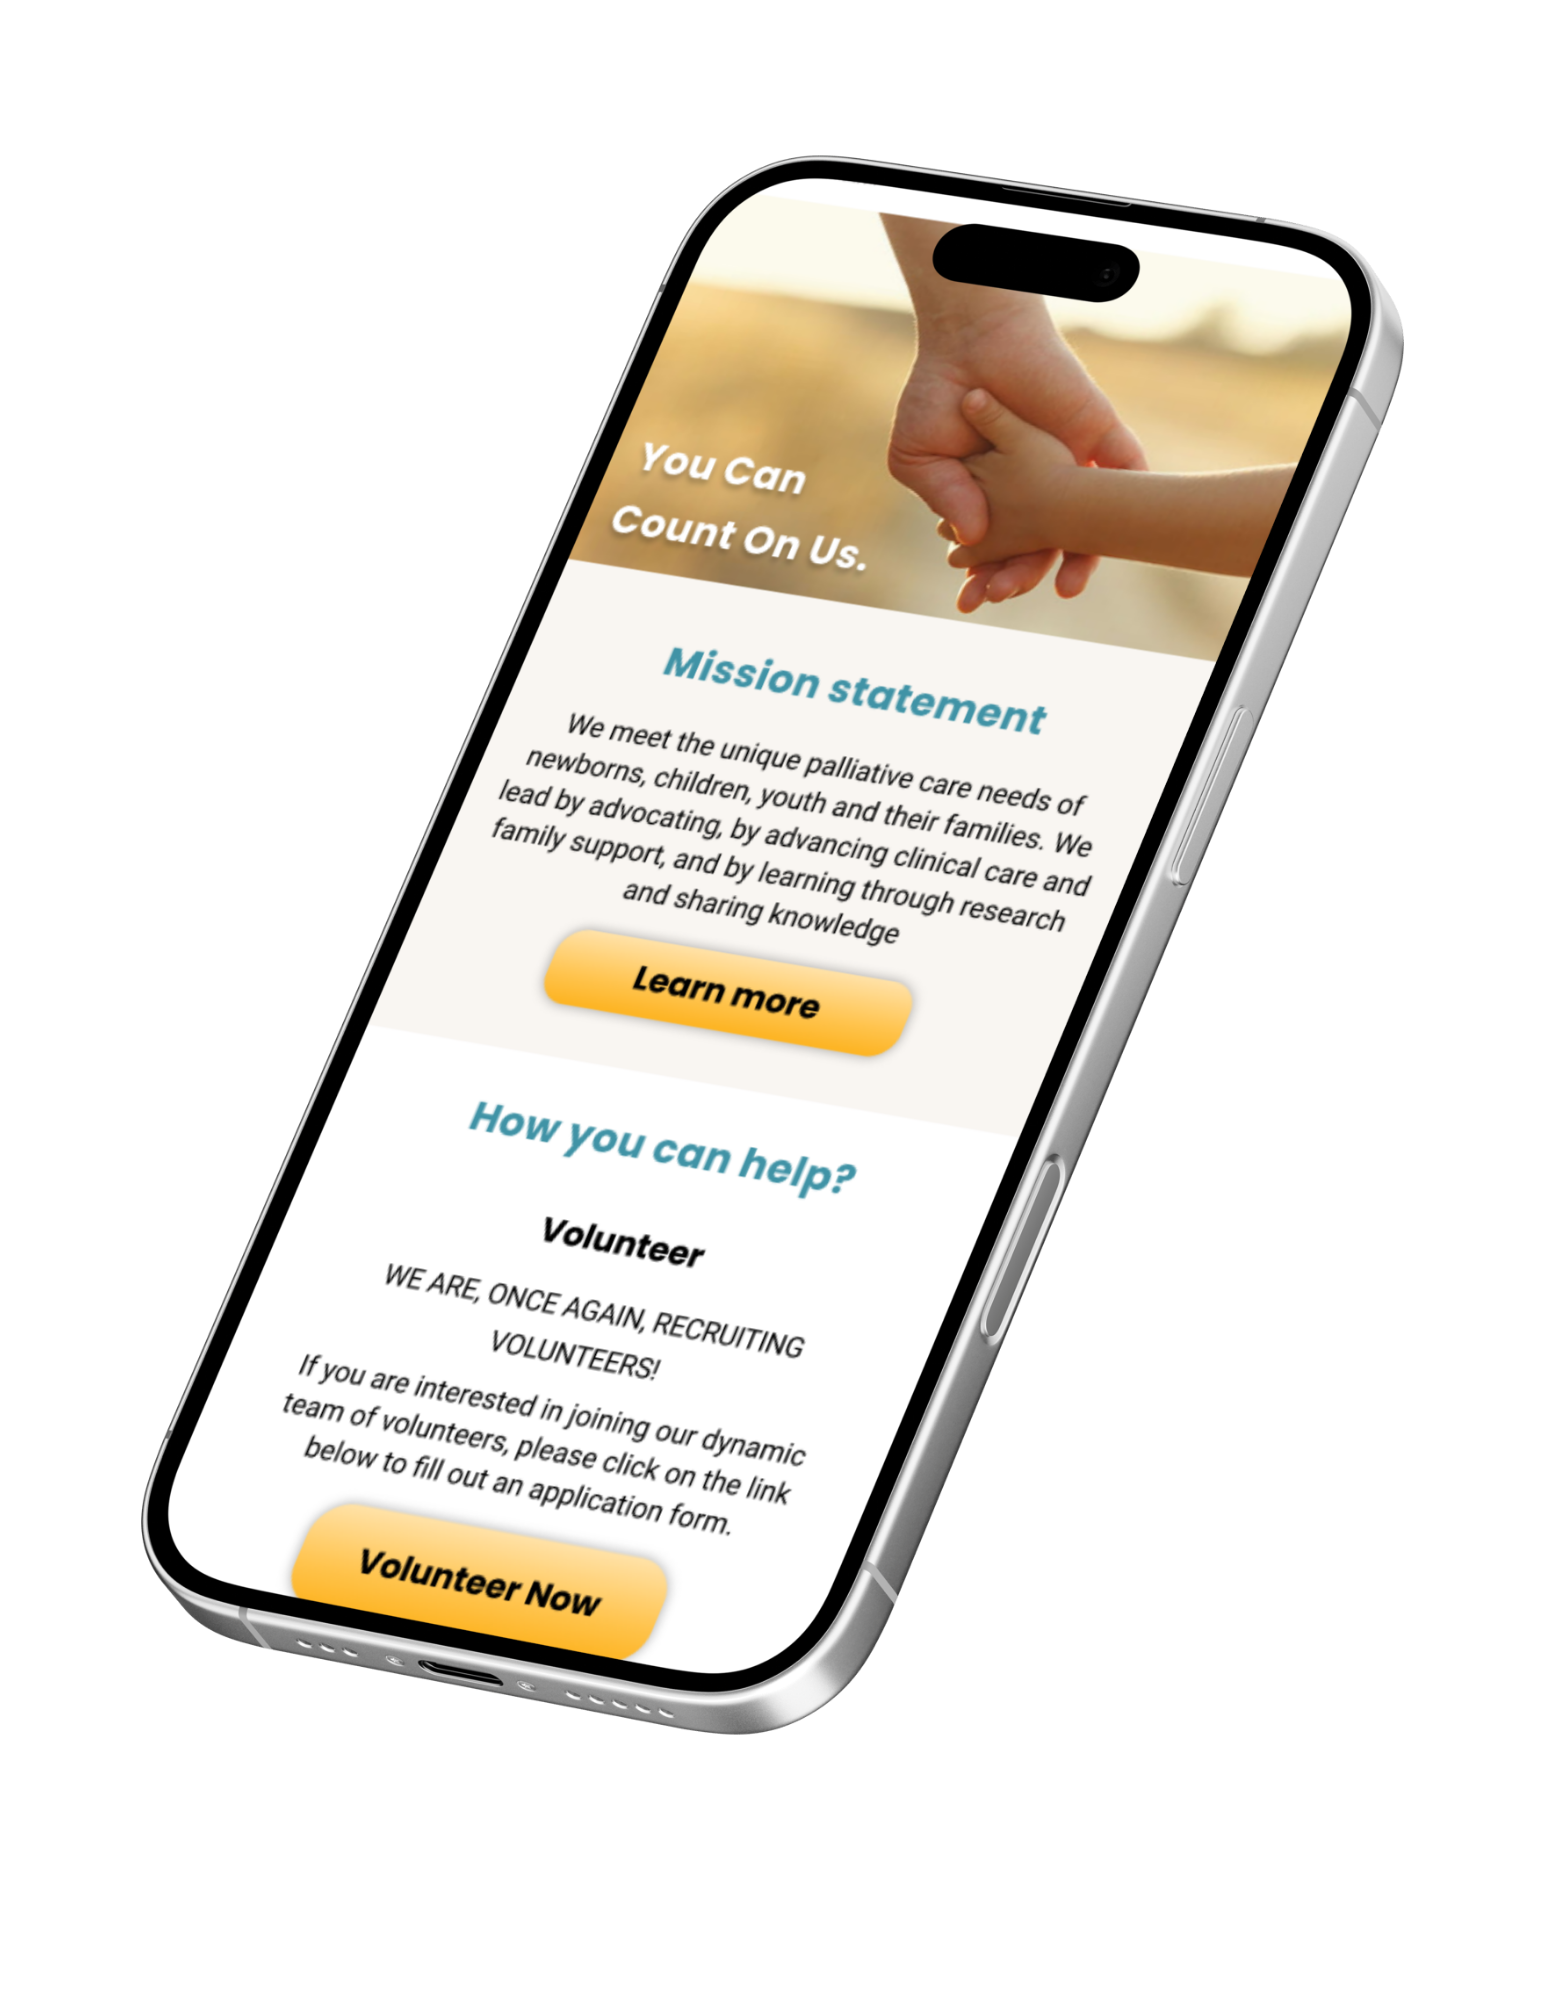 You Can
Count On Us.
Mission statement
We meet the unique palliative care needs of
newborns, children, youth and their families. We
lead by advocating, by advancing clinical care and
family support, and by learning through research
and sharing knowledge
Learn more
How you can help?
Volunteer
WE ARE, ONCE AGAIN, RECRUITING
VOLUNTEERS!
If you are interested in joining our dynamic
team of volunteers, please click on the link
below to fill out an application form.
Volunteer Now